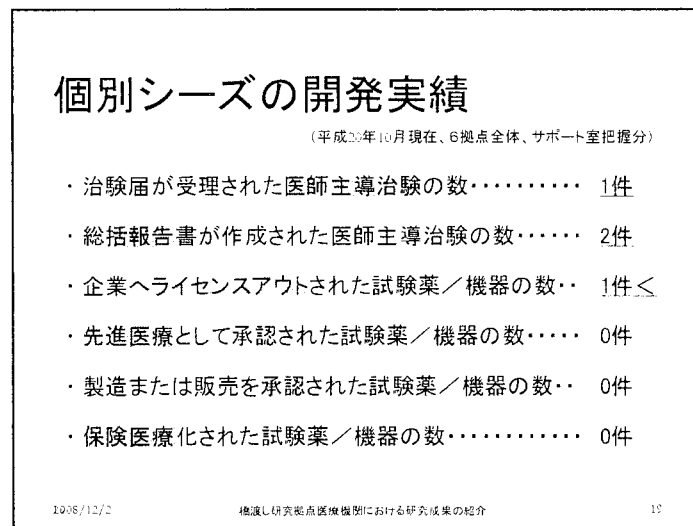 個別シーズの開発実績
(平成20年10月現在、6拠点全体、サポート室把握分)
・治験届が受理された医師主導治験の数・・・・・・・・・・ 1件
・総括報告書が作成された医師主導治験の数・・・・・・ 2件
・企業へライセンスアウトされた試験薬／機器の数・・ 1件＜
・先進医療として承認された試験薬／機器の数・・・・・ 0件
・製造または販売を承認された試験薬／機器の数・・ 0件
・保険医療化された試験薬／機器の数・・・・・・・・・・・・ 0件
2008/12/2 橋渡し研究拠点医療機関における研究成果の紹介 19